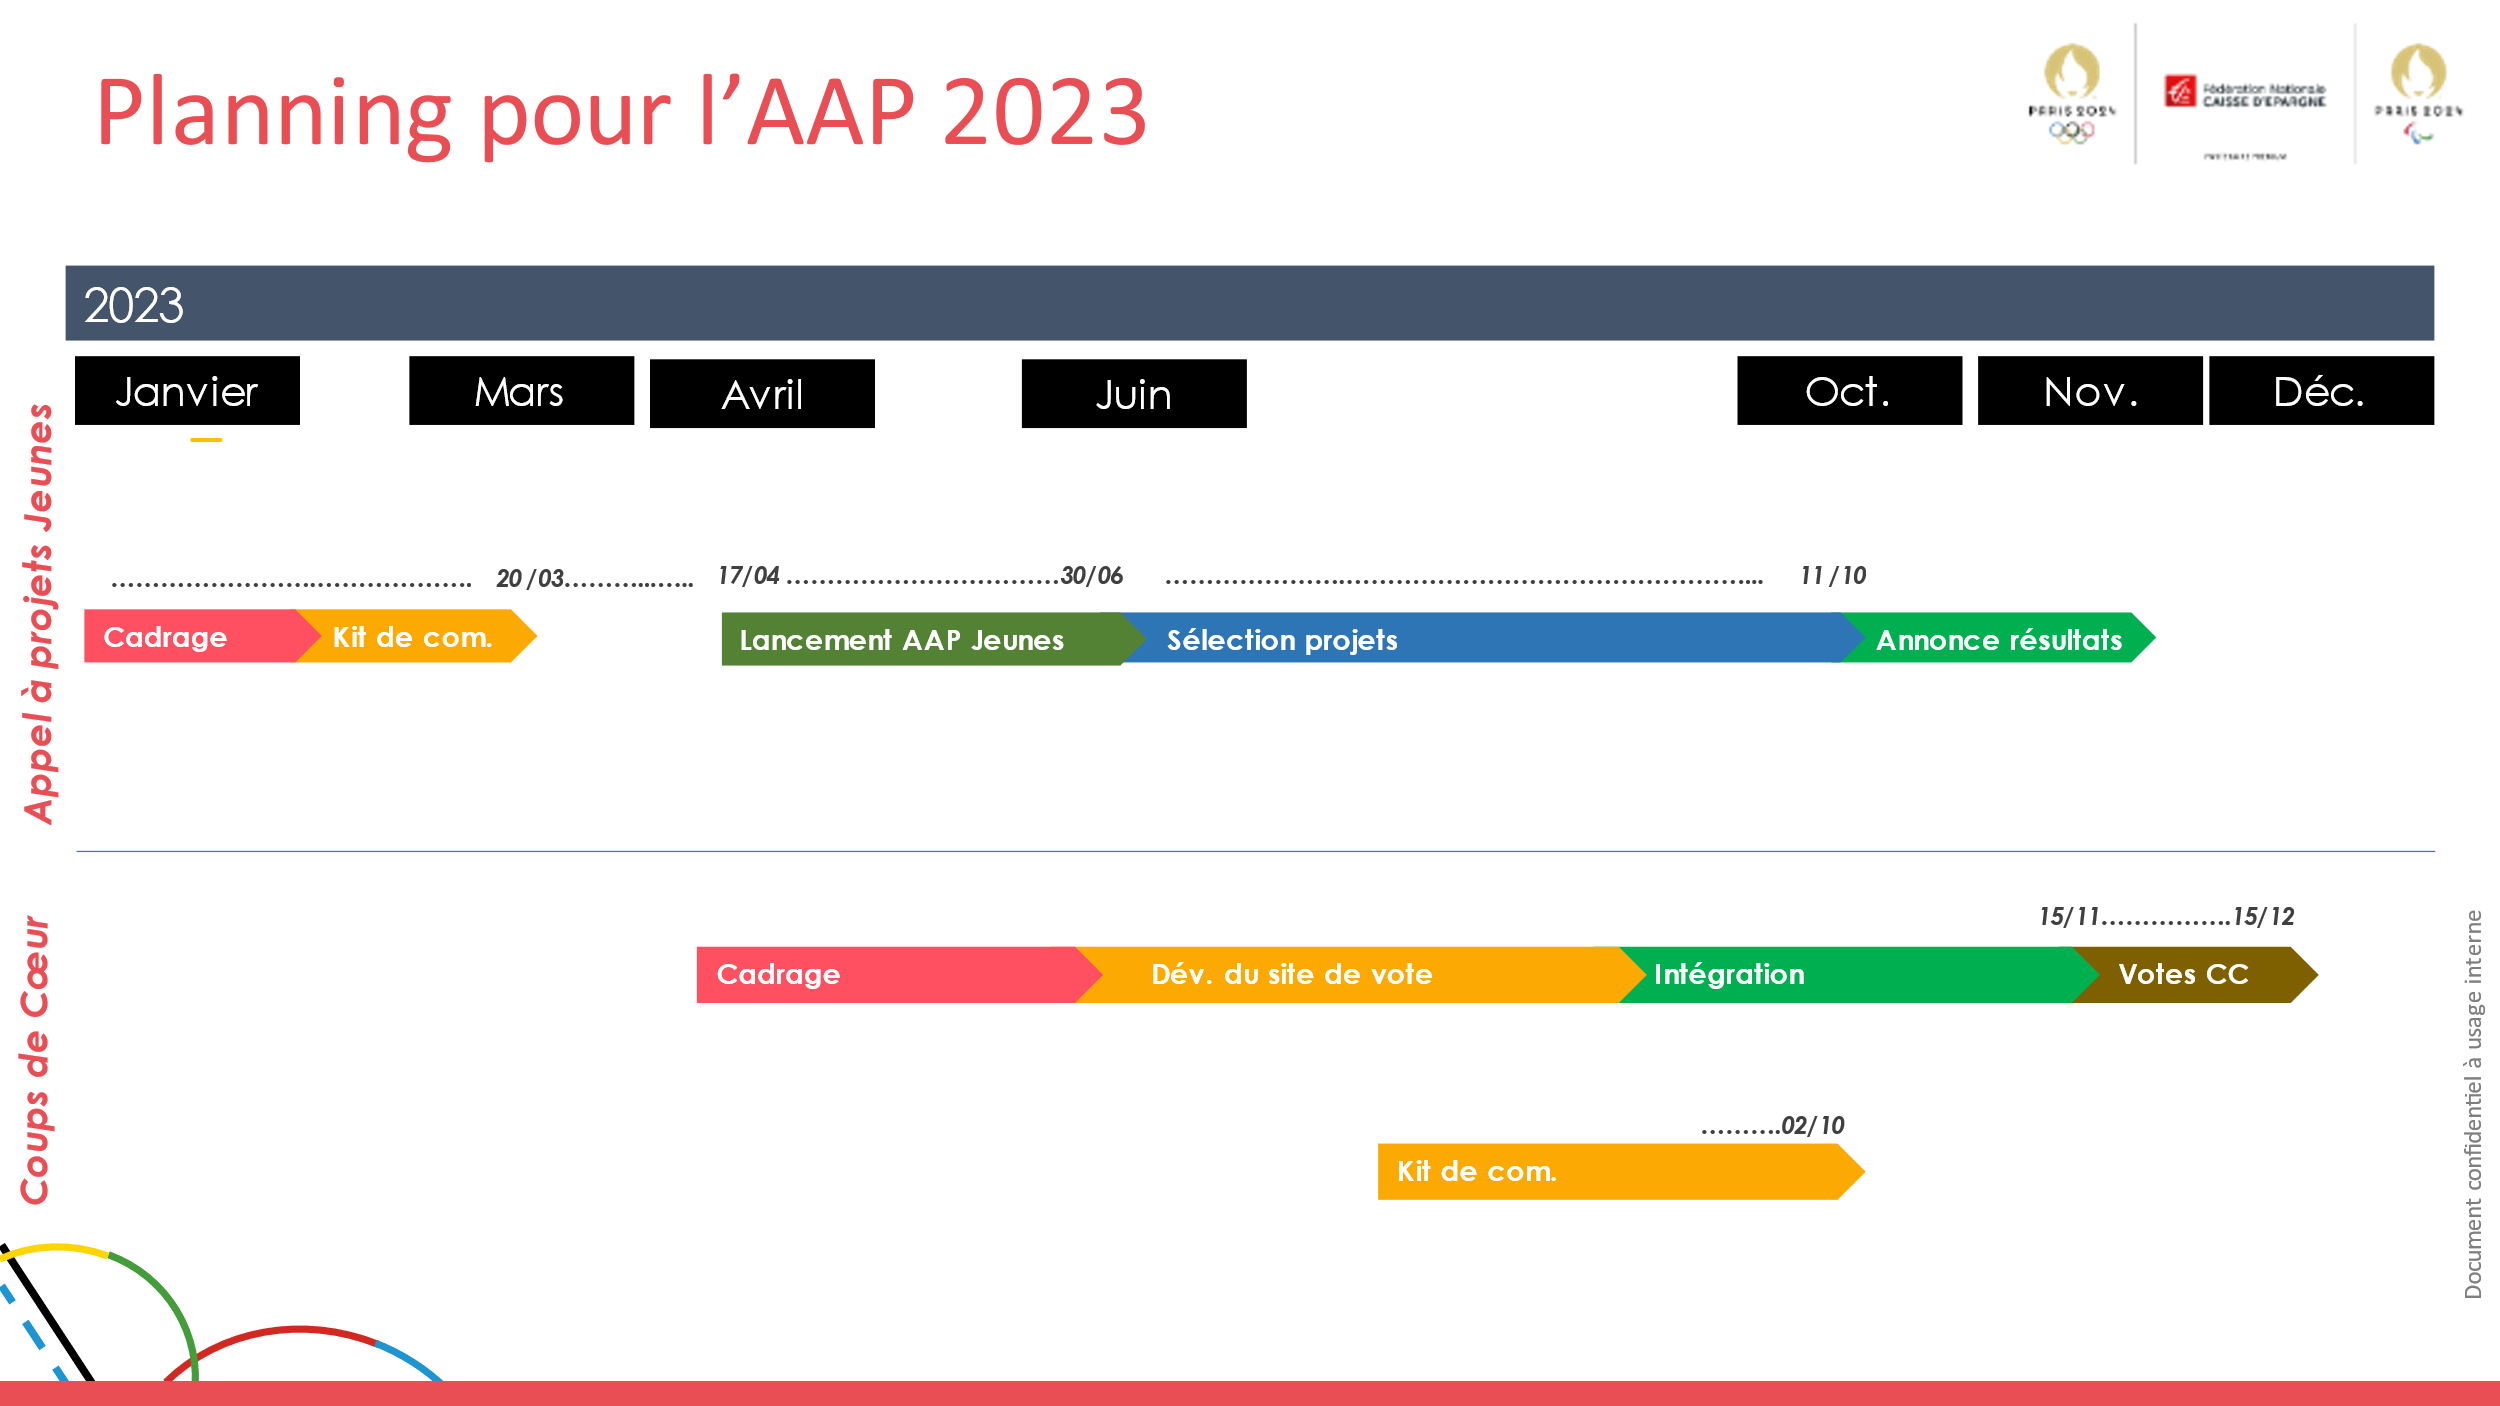 Planning pour l’AAP 2023
PARIS 2024
Fédération Nationale
CAISSE D'EPARGNE
PARIS 2024
2023
Janvier
Mars
Avril
Juin
Oct.
Nov.
Déc.
Appel à projets Jeunes
20 /03
17/04
30/06
11 /10
Cadrage
Kit de com.
Lancement AAP Jeunes
Sélection projets
Annonce résultats
Coups de Cœur
15/11................15/12
Cadrage
Dév. du site de vote
Intégration
Votes CC
..........02/10
Kit de com.
Document confidentiel à usage interne